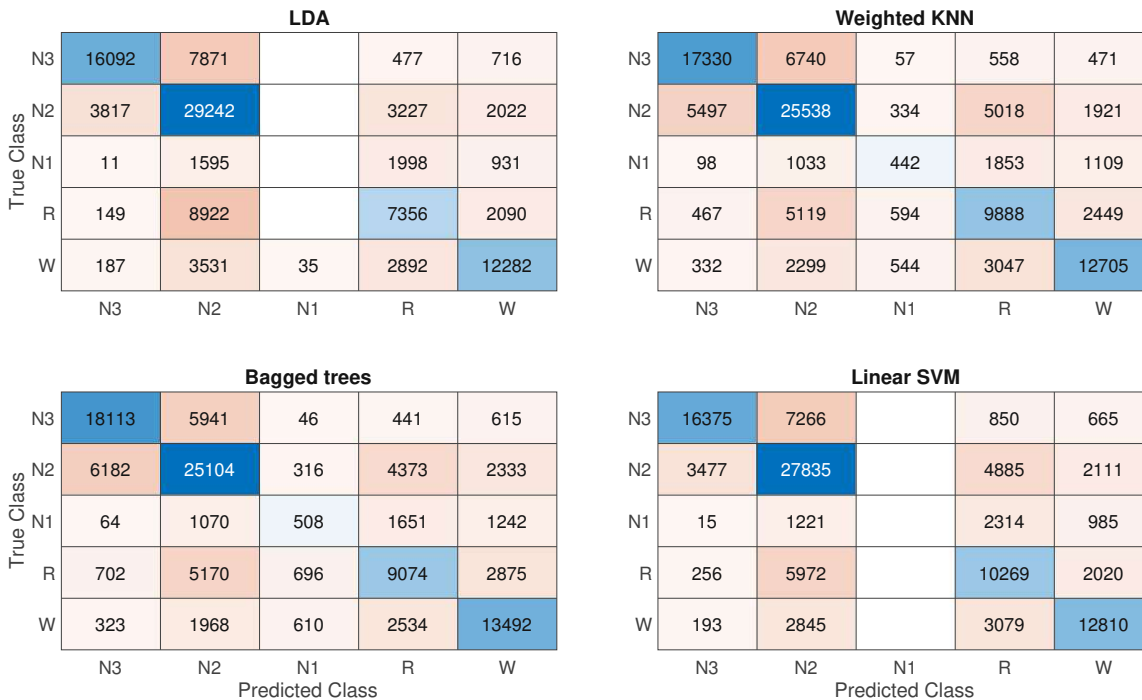 LDA
N3 16092 7871 477 716
N2 3817 29242 3227 2022
N1 11 1595 1998 931
R 149 8922 7356 2090
W 187 3531 35 2892 12282
N3 N2 N1 R W
True Class
Weighted KNN
N3 17330 6740 57 558 471
N2 5497 25538 334 5018 1921
N1 98 1033 442 1853 1109
R 467 5119 594 9888 2449
W 332 2299 544 3047 12705
N3 N2 N1 R W
Bagged trees
N3 18113 5941 46 441 615
N2 6182 25104 316 4373 2333
N1 64 1070 508 1651 1242
R 702 5170 696 9074 2875
W 323 1968 610 2534 13492
N3 N2 N1 R W
True Class
Predicted Class
Linear SVM
N3 16375 7266 850 665
N2 3477 27835 4885 2111
N1 15 1221 2314 985
R 256 5972 10269 2020
W 193 2845 3079 12810
N3 N2 N1 R W
Predicted Class